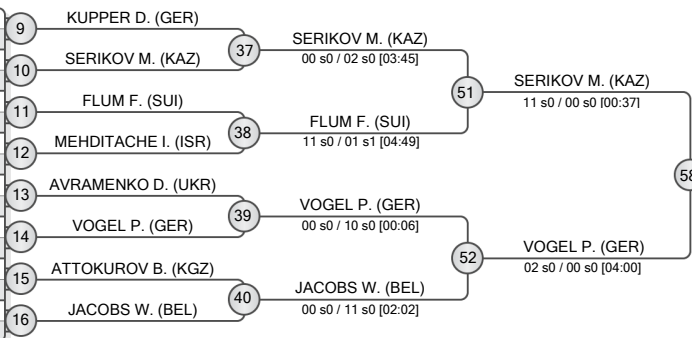 9
KUPPER D. (GER)
10
SERIKOV M. (KAZ)
37
SERIKOV M. (KAZ)
00 s0 / 02 s0 [03:45]
11
FLUM F. (SUI)
12
MEHDITACHE I. (ISR)
38
FLUM F. (SUI)
11 s0 / 01 s1 [04:49]
51
SERIKOV M. (KAZ)
11 s0 / 00 s0 [00:37]
13
AVRAMENKO D. (UKR)
14
VOGEL P. (GER)
39
VOGEL P. (GER)
00 s0 / 10 s0 [00:06]
15
ATTOKUROV B. (KGZ)
16
JACOBS W. (BEL)
40
JACOBS W. (BEL)
00 s0 / 11 s0 [02:02]
52
VOGEL P. (GER)
02 s0 / 00 s0 [04:00]
58